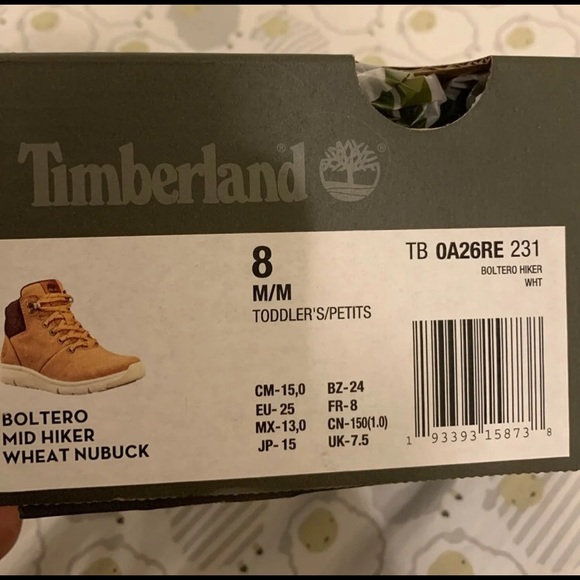 Timberland®
8
M/M
TODDLER'S/PETITS
TB 0A26RE 231
BOLTERO HIKER
WHT
BOLTERO
MID HIKER
WHEAT NUBUCK
CM-15,0 BZ-24
EU- 25 FR-8
MX-13,0 CN-150(1.0)
JP- 15 UK-7.5
1 93393 15873 8